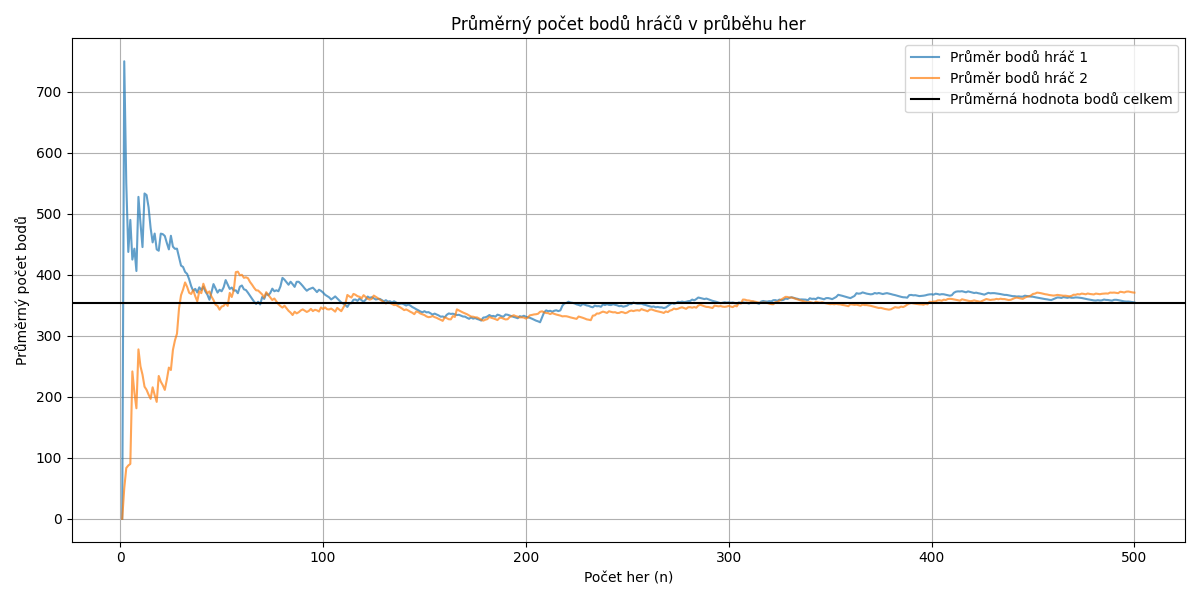 Průměrný počet bodů hráčů v průběhu her
Průměr bodů hráč 1
Průměr bodů hráč 2
Průměrná hodnota bodů celkem
Průměrný počet bodů
700
600
500
400
300
200
100
0
0 100 200 300 400 500
Počet her (n)